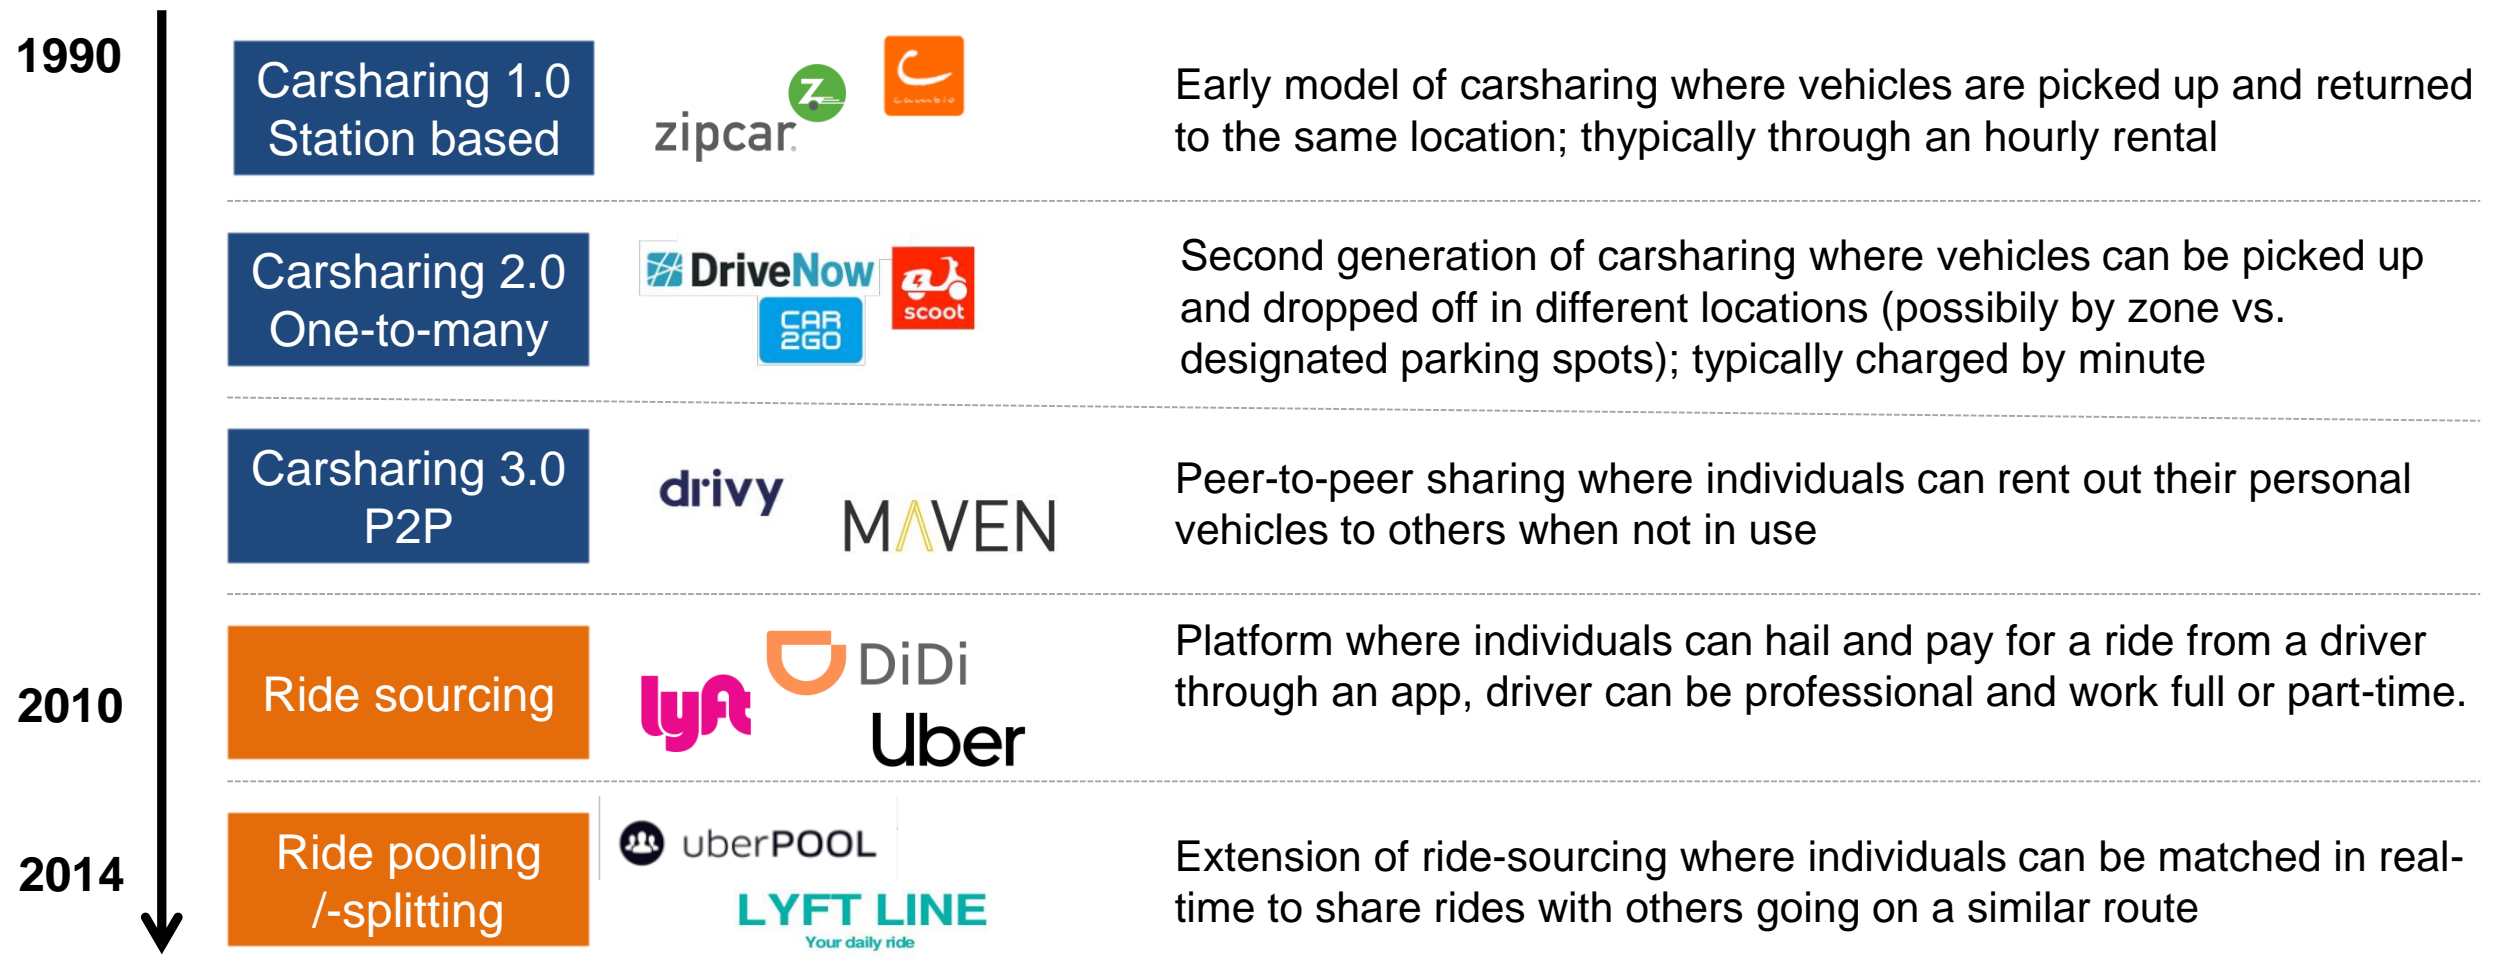 1990
Carsharing 1.0
Station based
zipcar
cambio
Early model of carsharing where vehicles are picked up and returned
to the same location; thypically through an hourly rental
Carsharing 2.0
One-to-many
DriveNow
CAR
2GO
scoot
Second generation of carsharing where vehicles can be picked up
and dropped off in different locations (possibily by zone vs.
designated parking spots); typically charged by minute
Carsharing 3.0
P2P
drivy
MAVEN
Peer-to-peer sharing where individuals can rent out their personal
vehicles to others when not in use
2010
Ride sourcing
lyft
DiDi
Uber
Platform where individuals can hail and pay for a ride from a driver
through an app, driver can be professional and work full or part-time.
2014
Ride pooling
/-splitting
uberPOOL
LYFT LINE
Your daily ride
Extension of ride-sourcing where individuals can be matched in real-
time to share rides with others going on a similar route